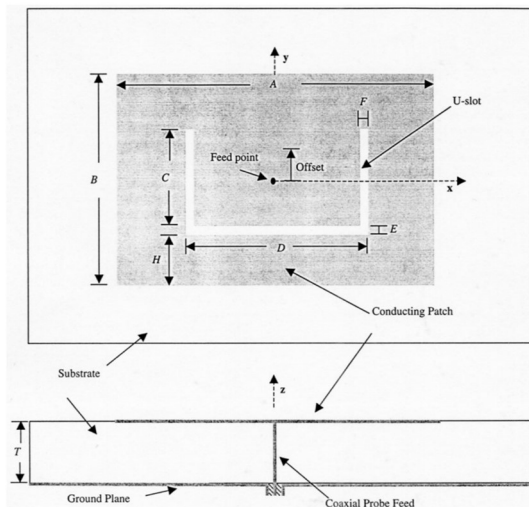 y
A
F
U-slot
Feed point
Offset
B
C
x
D
E
H
Conducting Patch
Substrate
z
T
Ground Plane
Coaxial Probe Feed